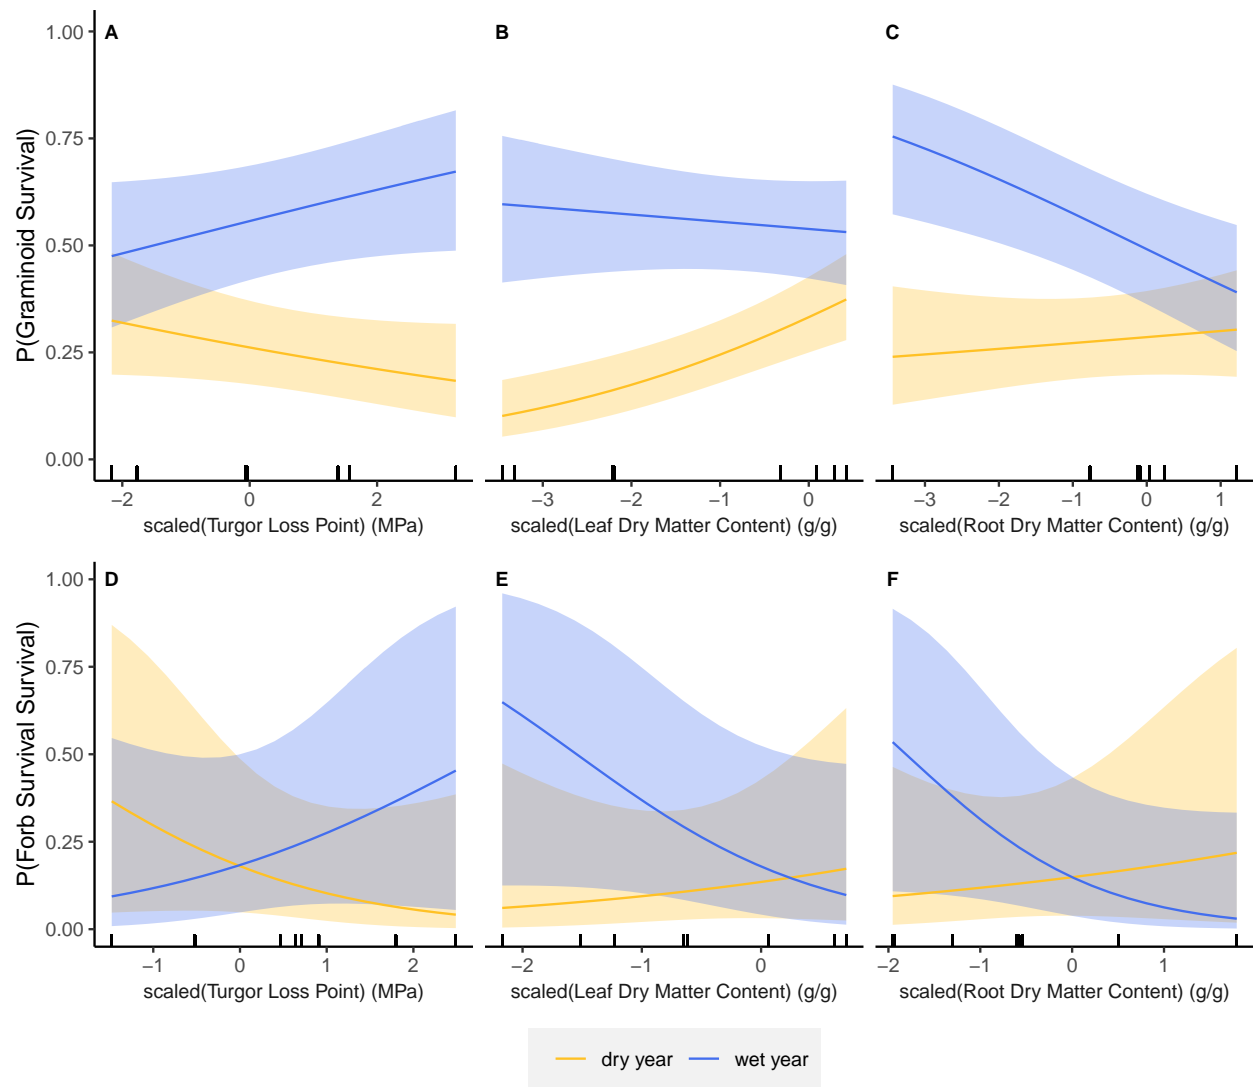 A
B
C
P(Graminoid Survival)
1.00
0.75
0.50
0.25
0.00
−2 0 2
−3 −2 −1 0
−3 −2 −1 0 1
scaled(Turgor Loss Point) (MPa)
scaled(Leaf Dry Matter Content) (g/g)
scaled(Root Dry Matter Content) (g/g)
D
E
F
P(Forb Survival Survival)
1.00
0.75
0.50
0.25
0.00
−1 0 1 2
−2 −1 0
−2 −1 0 1
scaled(Turgor Loss Point) (MPa)
scaled(Leaf Dry Matter Content) (g/g)
scaled(Root Dry Matter Content) (g/g)
dry year wet year